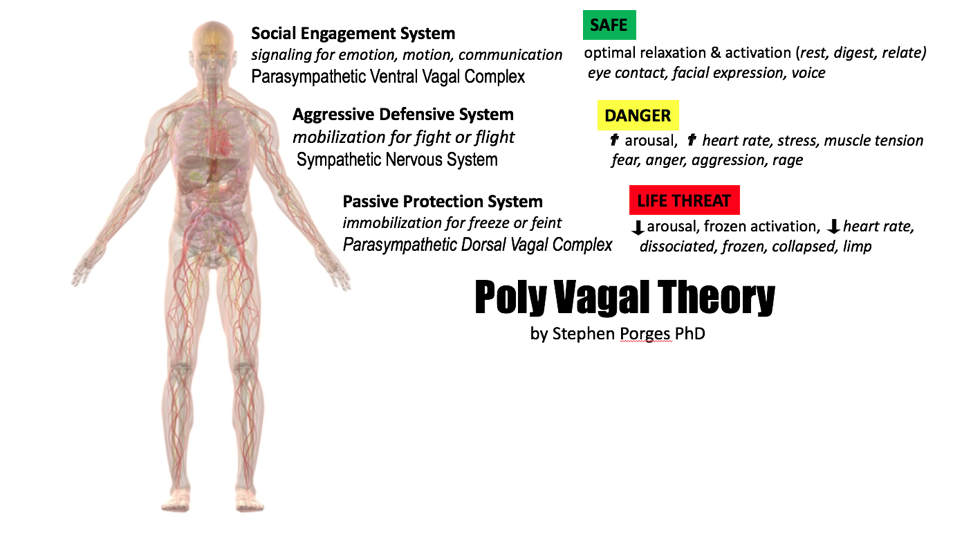 Social Engagement System
signaling for emotion, motion, communication
Parasympathetic Ventral Vagal Complex
SAFE
optimal relaxation & activation (rest, digest, relate)
eye contact, facial expression, voice
Aggressive Defensive System
mobilization for fight or flight
Sympathetic Nervous System
DANGER
⬆ arousal, ⬆ heart rate, stress, muscle tension
fear, anger, aggression, rage
Passive Protection System
immobilization for freeze or feint
Parasympathetic Dorsal Vagal Complex
LIFE THREAT
⬇ arousal, frozen activation, ⬇ heart rate,
dissociated, frozen, collapsed, limp
Poly Vagal Theory
by Stephen Porges PhD